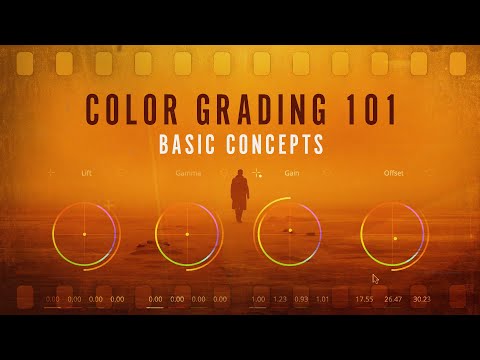 COLOR GRADING 101
BASIC CONCEPTS
Lift Gamma Gain Offset
0.00 0.00 0.00 0.00 0.00 0.00 0.00 0.00 1.00 1.23 0.93 1.01 17.55 26.47 30.23